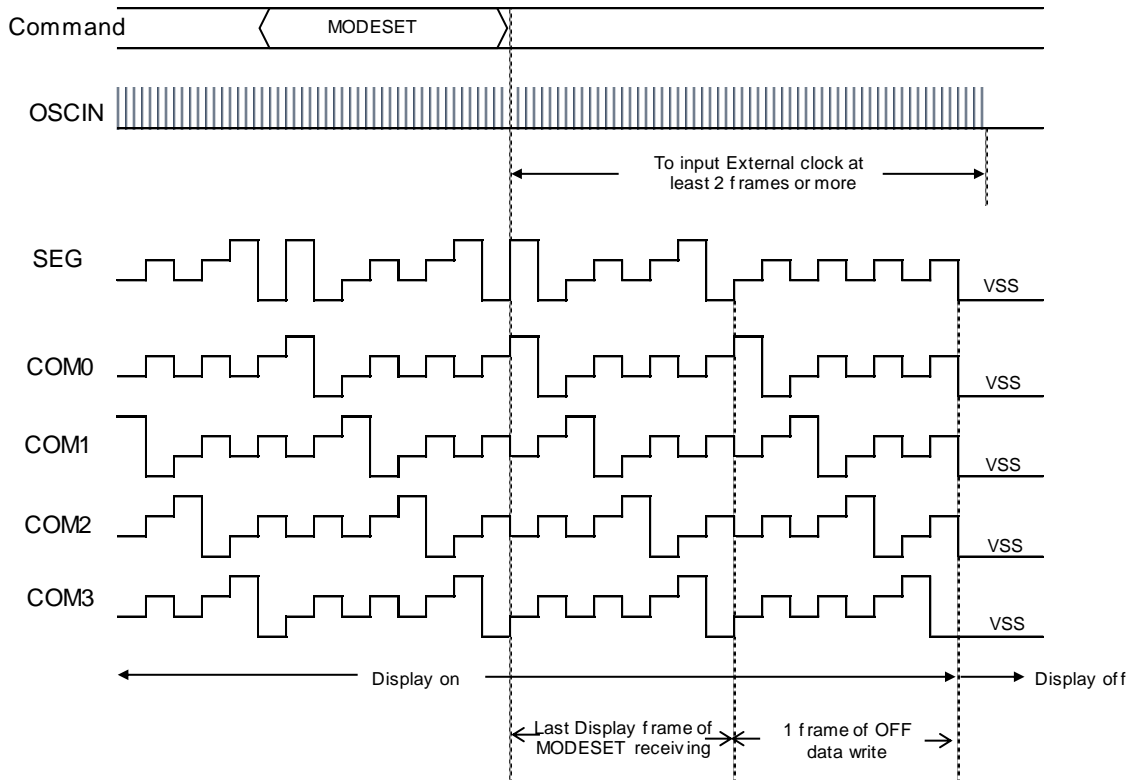 Command
MODESET
OSCIN
To input External clock at
least 2 frames or more
SEG
VSS
COM0
VSS
COM1
VSS
COM2
VSS
COM3
VSS
Display on
Display off
Last Display frame of
MODESET receiving
1 frame of OFF
data write